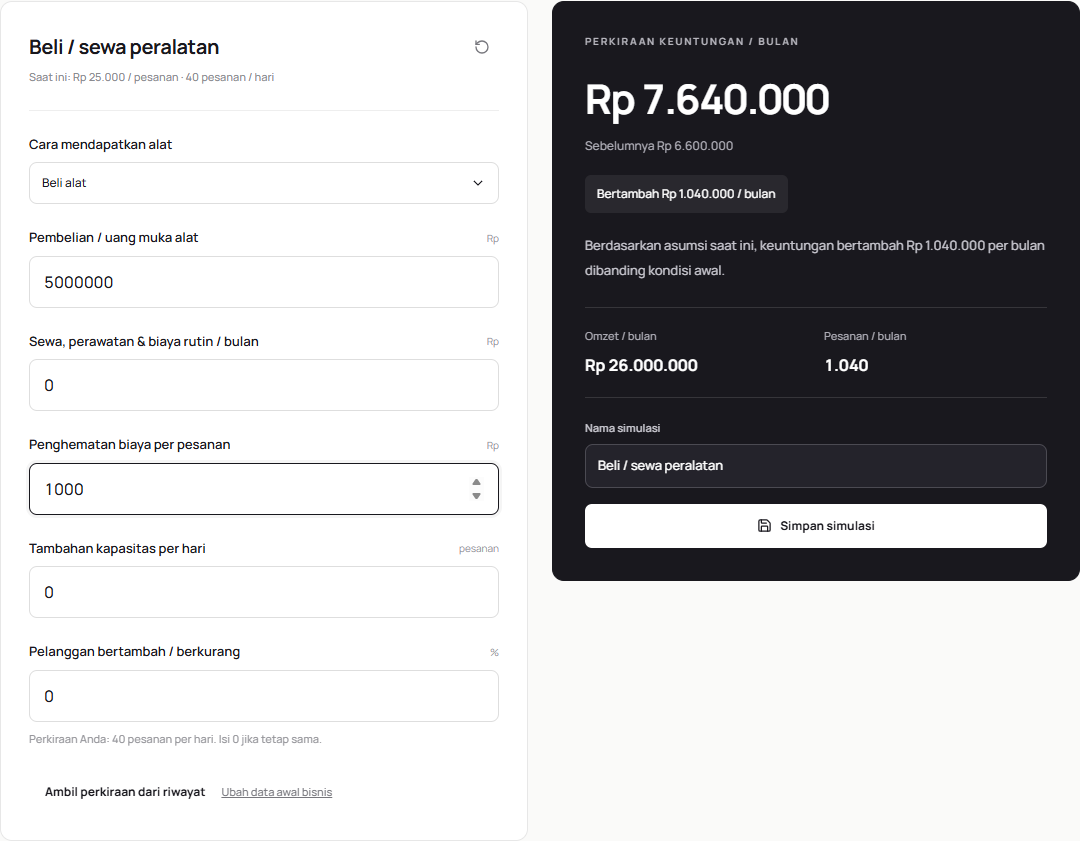 Beli / sewa peralatan
Saat ini: Rp 25.000 / pesanan · 40 pesanan / hari
Cara mendapatkan alat
Beli alat
Pembelian / uang muka alat
Rp
5000000
Sewa, perawatan & biaya rutin / bulan
Rp
0
Penghematan biaya per pesanan
Rp
1000
Tambahan kapasitas per hari
pesanan
0
Pelanggan bertambah / berkurang
%
0
Perkiraan Anda: 40 pesanan per hari. Isi 0 jika tetap sama.
Ambil perkiraan dari riwayat
Ubah data awal bisnis
PERKIRAAN KEUNTUNGAN / BULAN
Rp 7.640.000
Sebelumnya Rp 6.600.000
Bertambah Rp 1.040.000 / bulan
Berdasarkan asumsi saat ini, keuntungan bertambah Rp 1.040.000 per bulan
dibanding kondisi awal.
Omzet / bulan
Rp 26.000.000
Pesanan / bulan
1.040
Nama simulasi
Beli / sewa peralatan
Simpan simulasi